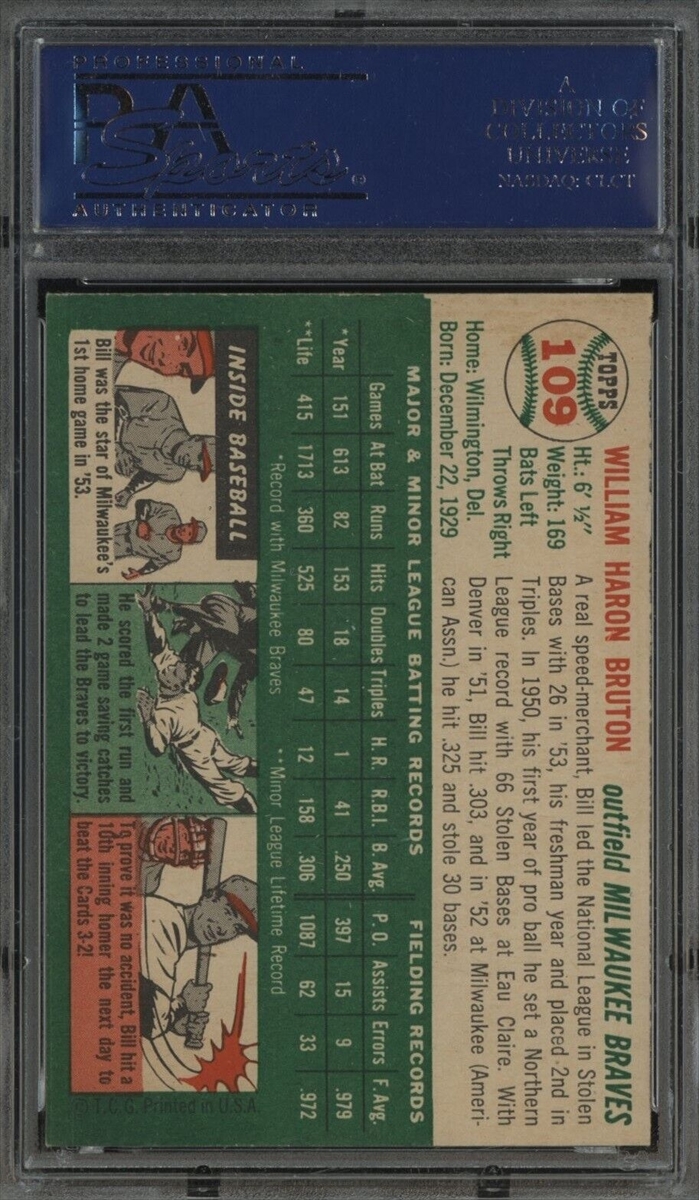 PROFESSIONAL
PSA
Sports
AUTHENTICATOR
A
DIVISION OF
COLLECTORS
UNIVERSE
NASDAQ: CLCT
TOPPS
109
WILLIAM HARON BRUTON outfield MILWAUKEE BRAVES
Ht.: 6' ½"
Weight: 169
Bats Left
Throws Right
Home: Wilmington, Del.
Born: December 22, 1929
A real speed-merchant, Bill led the National League in Stolen
Bases with 26 in '53, his freshman year and placed 2nd in
Triples. In 1950, his first year of pro ball he set a Northern
League record with 66 Stolen Bases at Eau Claire. With
Denver in '51, Bill hit .303, and in '52 at Milwaukee (Ameri-
can Assn.) he hit .325 and stole 30 bases.
MAJOR & MINOR LEAGUE BATTING RECORDS FIELDING RECORDS
Games At Bat Runs Hits Doubles Triples H. R. R.B.I. B. Avg. P. O. Assists Errors F. Avg.
*Year 151 613 82 153 18 14 1 41 .250 397 15 9 .979
**Life 415 1713 360 525 80 47 12 158 .306 1087 62 33 .972
*Record with Milwaukee Braves **Minor League Lifetime Record
INSIDE BASEBALL
Bill was the star of Milwaukee's
1st home game in '53.
He scored the first run and
made 2 game saving catches
to lead the Braves to victory.
To prove it was no accident, Bill hit a
10th inning homer the next day to
beat the Cards 3-2!
© T.C.G. Printed in U.S.A.